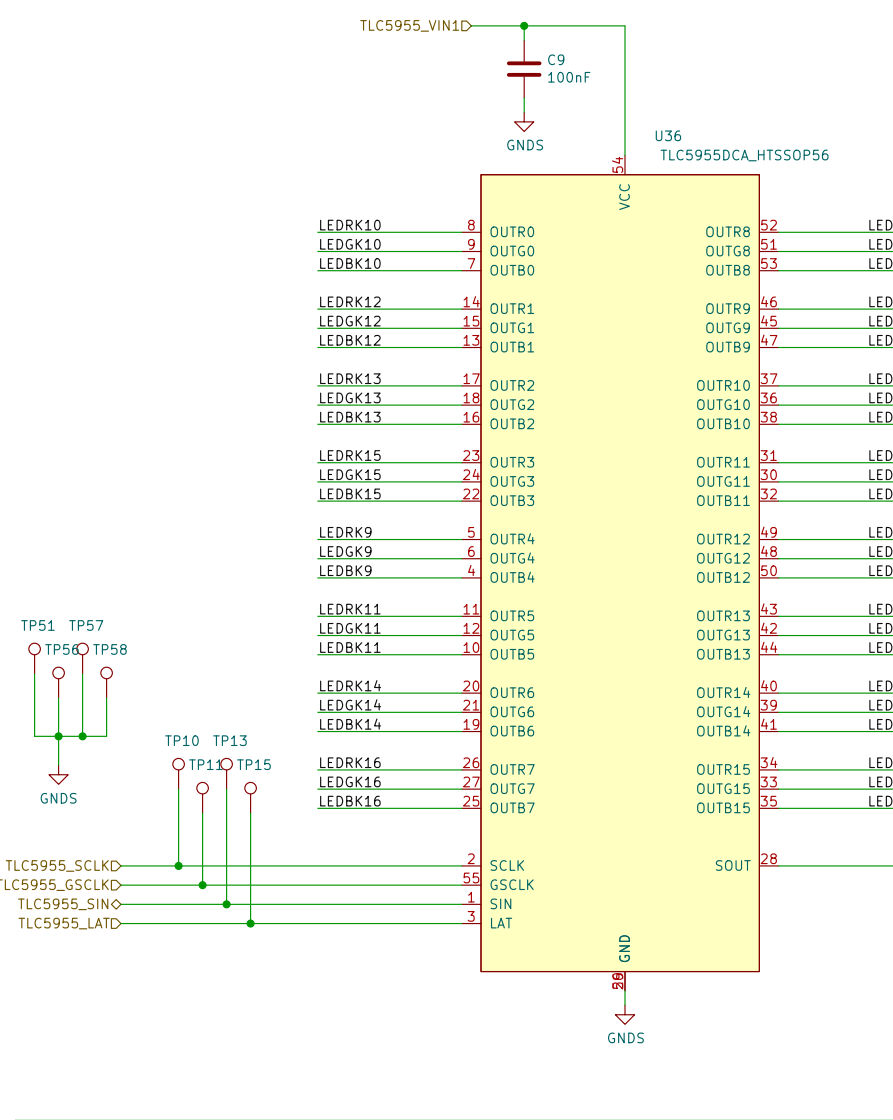 TLC5955_VIN1
C9
100nF
GNDS
U36
TLC5955DCA_HTSSOP56
54
VCC
LEDRK10 8 OUTR0 OUTR8 52 LED
LEDGK10 9 OUTG0 OUTG8 51 LED
LEDBK10 7 OUTB0 OUTB8 53 LED
LEDRK12 14 OUTR1 OUTR9 46 LED
LEDGK12 15 OUTG1 OUTG9 45 LED
LEDBK12 13 OUTB1 OUTB9 47 LED
LEDRK13 17 OUTR2 OUTR10 37 LED
LEDGK13 18 OUTG2 OUTG10 36 LED
LEDBK13 16 OUTB2 OUTB10 38 LED
LEDRK15 23 OUTR3 OUTR11 31 LED
LEDGK15 24 OUTG3 OUTG11 30 LED
LEDBK15 22 OUTB3 OUTB11 32 LED
LEDRK9 5 OUTR4 OUTR12 49 LED
LEDGK9 6 OUTG4 OUTG12 48 LED
LEDBK9 4 OUTB4 OUTB12 50 LED
LEDRK11 11 OUTR5 OUTR13 43 LED
LEDGK11 12 OUTG5 OUTG13 42 LED
LEDBK11 10 OUTB5 OUTB13 44 LED
TP51 TP57
TP56 TP58
LEDRK14 20 OUTR6 OUTR14 40 LED
LEDGK14 21 OUTG6 OUTG14 39 LED
LEDBK14 19 OUTB6 OUTB14 41 LED
TP10 TP13
TP11 TP15
LEDRK16 26 OUTR7 OUTR15 34 LED
LEDGK16 27 OUTG7 OUTG15 33 LED
LEDBK16 25 OUTB7 OUTB15 35 LED
GNDS
TLC5955_SCLK 2 SCLK SOUT 28
TLC5955_GSCLK 55 GSCLK
TLC5955_SIN 1 SIN
TLC5955_LAT 3 LAT
GND
GNDS